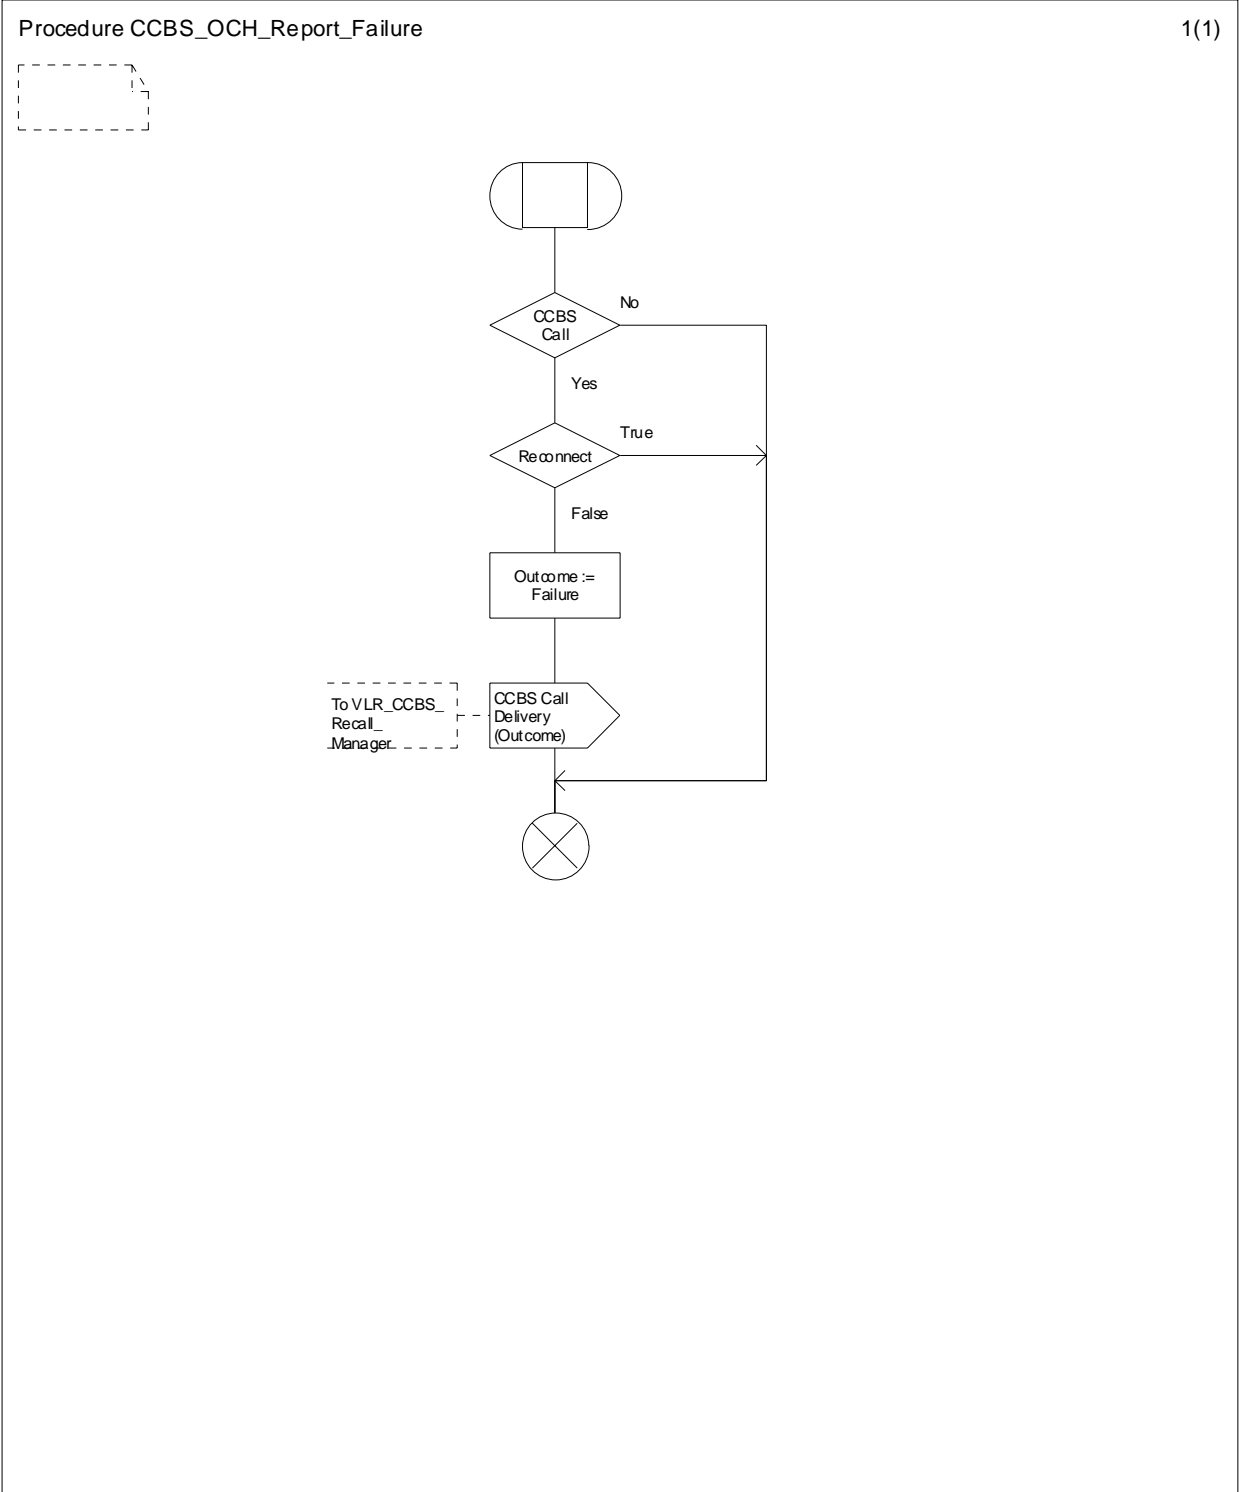 Procedure CCBS_OCH_Report_Failure
1(1)
No
CCBS
Call
Yes
True
Reconnect
False
Outcome :=
Failure
To VLR_CCBS_
Recall_
Manager
CCBS Call
Delivery
(Outcome)